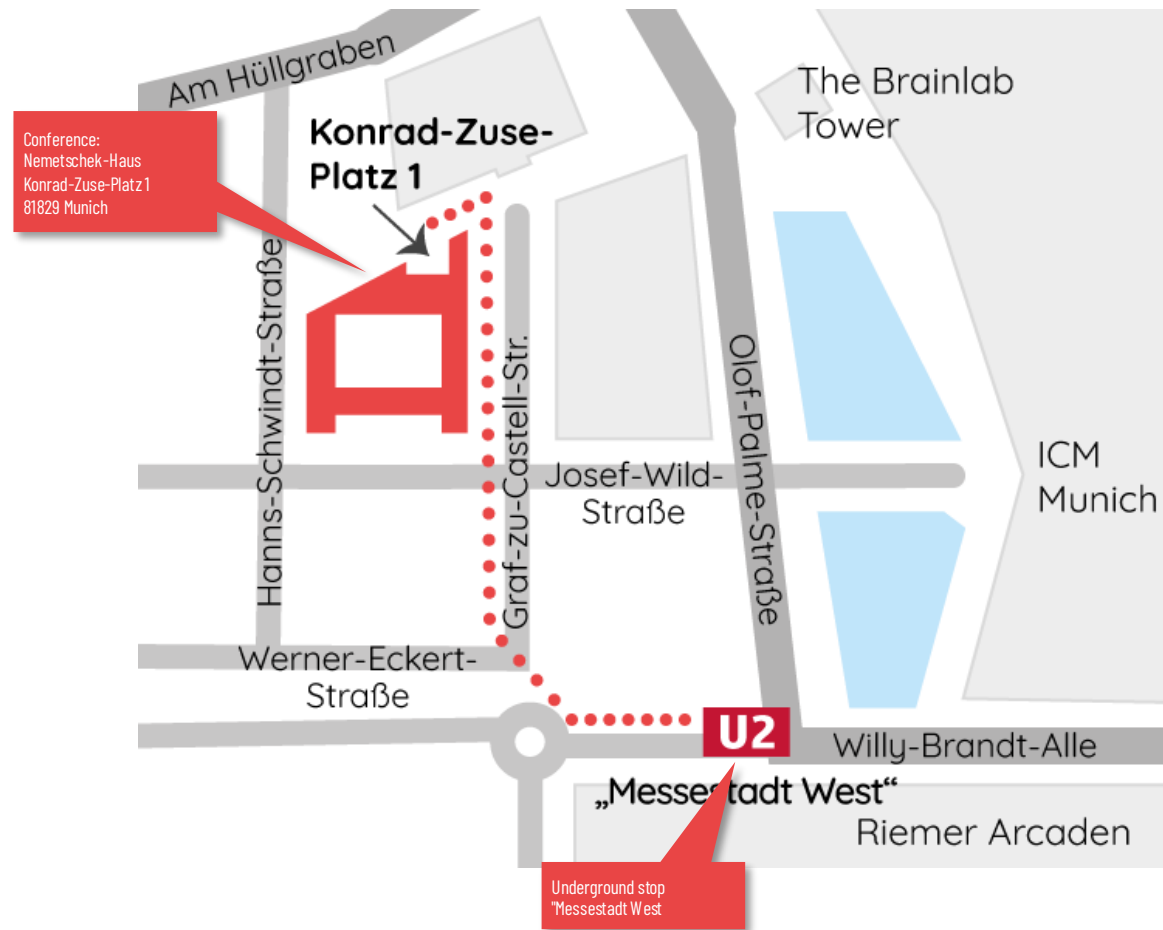 Am Hüllgraben
The Brainlab
Tower
Conference:
Nemetschek-Haus
Konrad-Zuse-Platz 1
81829 Munich
Konrad-Zuse-
Platz 1
Hanns-Schwindt-Straße
Graf-zu-Castell-Str.
Olof-Palme-Straße
ICM
Munich
Josef-Wild-
Straße
Werner-Eckert-
Straße
U2
Willy-Brandt-Alle
„Messestadt West“
Riemer Arcaden
Underground stop
"Messestadt West